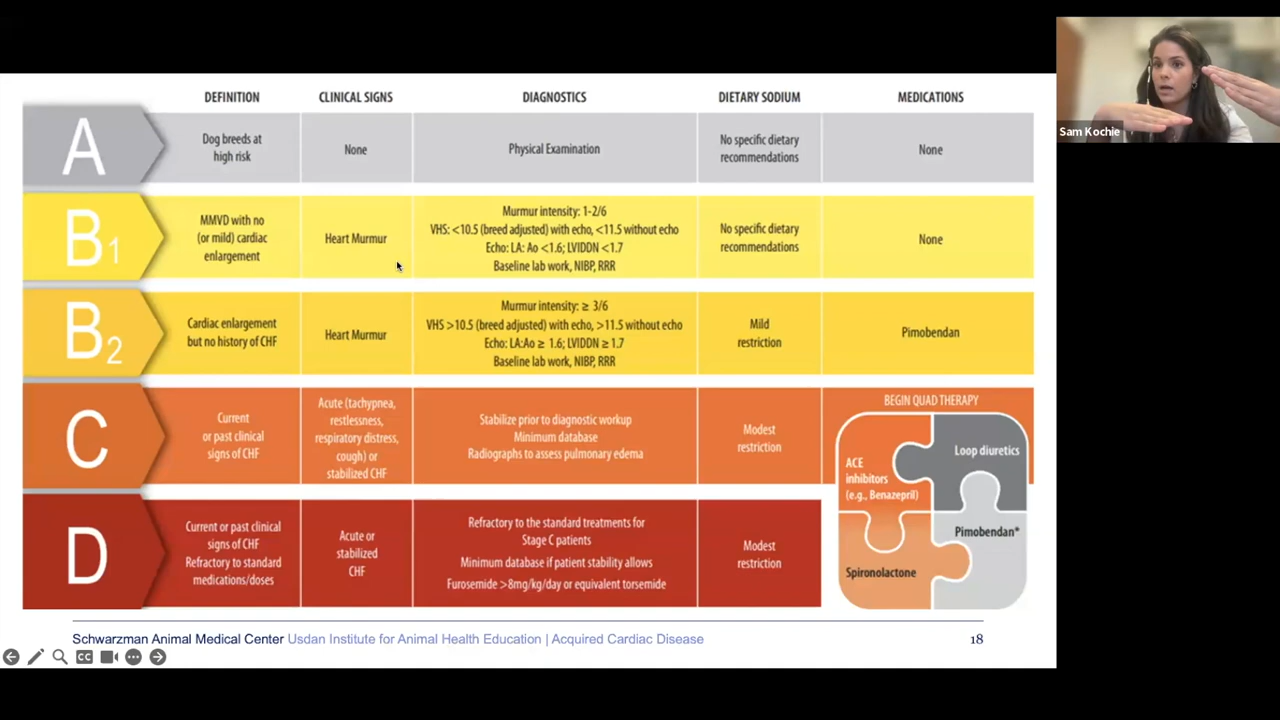 DEFINITION
CLINICAL SIGNS
DIAGNOSTICS
DIETARY SODIUM
MEDICATIONS
A
Dog breeds at
high risk
None
Physical Examination
No specific dietary
recommendations
None
B1
MMVD with no
(or mild) cardiac
enlargement
Heart Murmur
Murmur intensity: 1-2/6
VHS: <10.5 (breed adjusted) with echo, <11.5 without echo
Echo: LA: Ao <1.6; LVIDDN <1.7
Baseline lab work, NIBP, RRR
No specific dietary
recommendations
None
B2
Cardiac enlargement
but no history of CHF
Heart Murmur
Murmur intensity: ≥ 3/6
VHS >10.5 (breed adjusted) with echo, >11.5 without echo
Echo: LA:Ao ≥ 1.6; LVIDDN ≥ 1.7
Baseline lab work, NIBP, RRR
Mild
restriction
Pimobendan
C
Current
or past clinical
signs of CHF
Acute (tachypnea,
restlessness,
respiratory distress,
cough) or
stabilized CHF
Stabilize prior to diagnostic workup
Minimum database
Radiographs to assess pulmonary edema
Modest
restriction
BEGIN QUAD THERAPY
ACE
inhibitors
(e.g., Benazepril)
Loop diuretics
Spironolactone
Pimobendan*
D
Current or past clinical
signs of CHF
Refractory to standard
medications/doses
Acute or
stabilized
CHF
Refractory to the standard treatments for
Stage C patients
Minimum database if patient stability allows
Furosemide >8mg/kg/day or equivalent torsemide
Modest
restriction
Schwarzman Animal Medical Center Usdan Institute for Animal Health Education | Acquired Cardiac Disease
18
CC
Sam Kochie